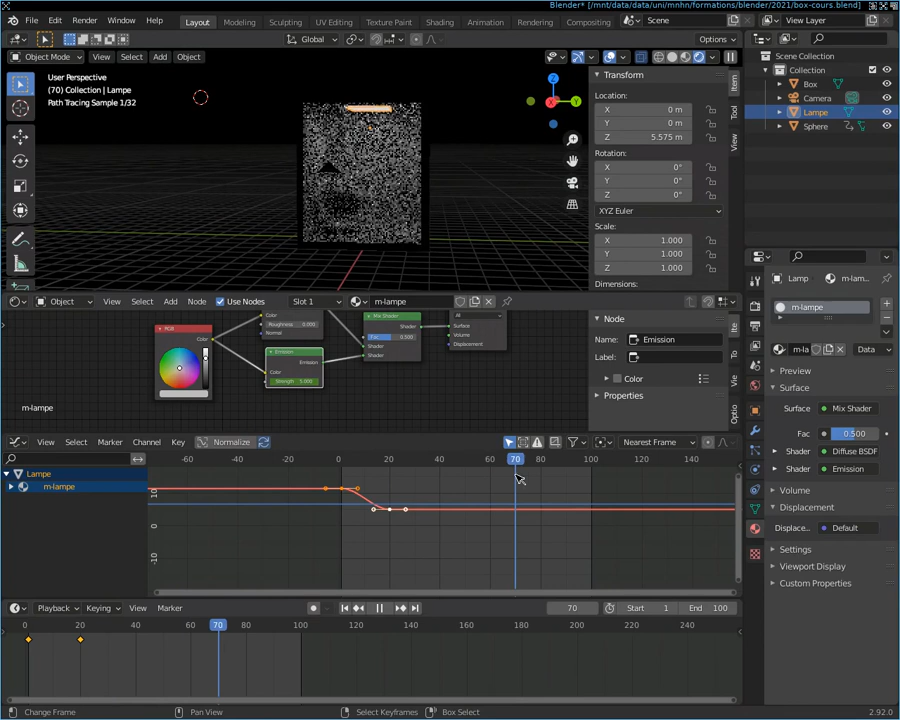 Blender* [/mnt/data/data/uni/mnhn/formations/blender/2021/box-cours.blend]
File Edit Render Window Help Layout Modeling Sculpting UV Editing Texture Paint Shading Animation Rendering Compositing Scene View Layer
Global Options
Object Mode View Select Add Object
User Perspective
(70) Collection | Lampe
Path Tracing Sample 1/32
Z
Y
X
Transform
Location:
X 0 m
Y 0 m
Z 5.575 m
Rotation:
X 0°
Y 0°
Z 0°
XYZ Euler
Scale:
X 1.000
Y 1.000
Z 1.000
Dimensions:
Item
Tool
View
Scene Collection
Collection
Box
Camera
Lampe
Sphere
Object View Select Add Node Use Nodes Slot 1 m-lampe
RGB
Color
Color
Roughness 0.000
Normal
Emission
Emission
Color
Strength 5.000
Mix Shader
Shader
Fac 0.500
Shader
Shader
All
Surface
Volume
Displacement
m-lampe
Node
Name: Emission
Label:
Color
Properties
Ite
To
Vie
Optio
Lamp m-lam...
m-lampe
m-la Data
Preview
Surface
Surface Mix Shader
Fac 0.500
Shader Diffuse BSDF
Shader Emission
Volume
Displacement
Displace... Default
Settings
Viewport Display
Custom Properties
View Select Marker Channel Key Normalize Nearest Frame
-60 -40 -20 0 20 40 70 80 100 120 140
Lampe
m-lampe
10
0
-10
Playback Keying View Marker 70 Start 1 End 100
0 20 40 70 80 100 120 140 160 180 200 220 240
Change Frame Pan View Select Keyframes Box Select 2.92.0